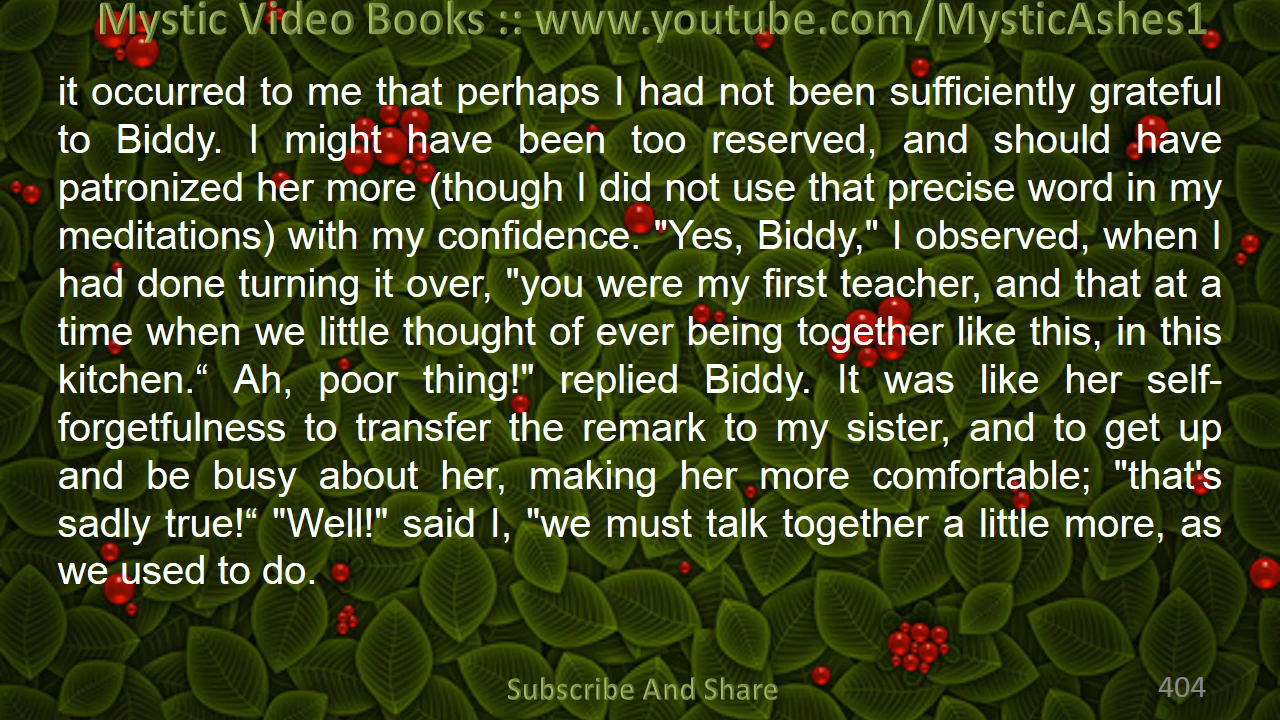 Mystic Video Books :: www.youtube.com/MysticAshes1
it occurred to me that perhaps I had not been sufficiently grateful
to Biddy. I might have been too reserved, and should have
patronized her more (though I did not use that precise word in my
meditations) with my confidence. "Yes, Biddy," I observed, when I
had done turning it over, "you were my first teacher, and that at a
time when we little thought of ever being together like this, in this
kitchen.“ Ah, poor thing!" replied Biddy. It was like her self-
forgetfulness to transfer the remark to my sister, and to get up
and be busy about her, making her more comfortable; "that's
sadly true!“ "Well!" said I, "we must talk together a little more, as
we used to do.
Subscribe And Share
404